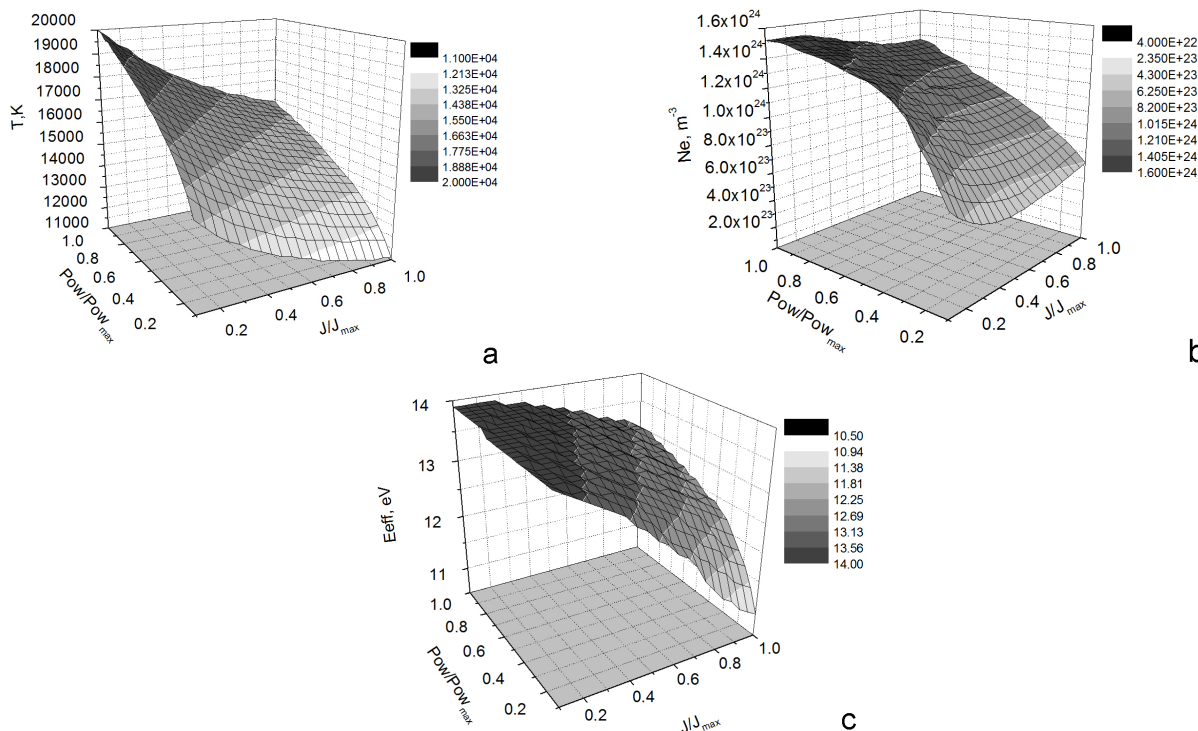 20000
19000
18000
17000
16000
15000
14000
13000
12000
11000
T,K
1.0
0.8
0.6
0.4
0.2
Pow/Pow max
0.2
0.4
0.6
0.8
1.0
J/J max
1.100E+04
1.213E+04
1.325E+04
1.438E+04
1.550E+04
1.663E+04
1.775E+04
1.888E+04
2.000E+04
a
1.6x10^24
1.4x10^24
1.2x10^24
1.0x10^24
8.0x10^23
6.0x10^23
4.0x10^23
2.0x10^23
Ne, m^-3
1.0
0.8
0.6
0.4
0.2
Pow/Pow max
0.2
0.4
0.6
0.8
1.0
J/J max
4.000E+22
2.350E+23
4.300E+23
6.250E+23
8.200E+23
1.015E+24
1.210E+24
1.405E+24
1.600E+24
b
14
13
12
11
Eeff, eV
1.0
0.8
0.6
0.4
0.2
Pow/Pow max
0.2
0.4
0.6
0.8
1.0
J/J max
10.50
10.94
11.38
11.81
12.25
12.69
13.13
13.56
14.00
c